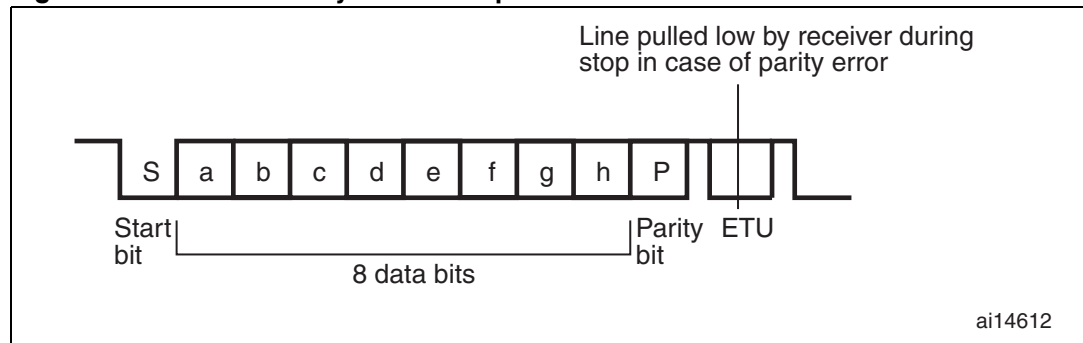 Line pulled low by receiver during
stop in case of parity error
S a b c d e f g h P
Start
bit
8 data bits
Parity
bit
ETU
ai14612